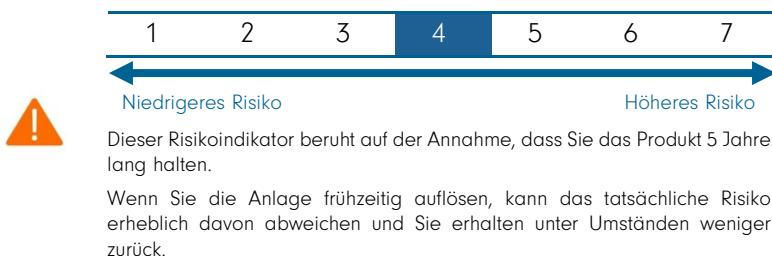 1 2 3 4 5 6 7
Niedrigeres Risiko Höheres Risiko
Dieser Risikoindikator beruht auf der Annahme, dass Sie das Produkt 5 Jahre
lang halten.
Wenn Sie die Anlage frühzeitig auflösen, kann das tatsächliche Risiko
erheblich davon abweichen und Sie erhalten unter Umständen weniger
zurück.